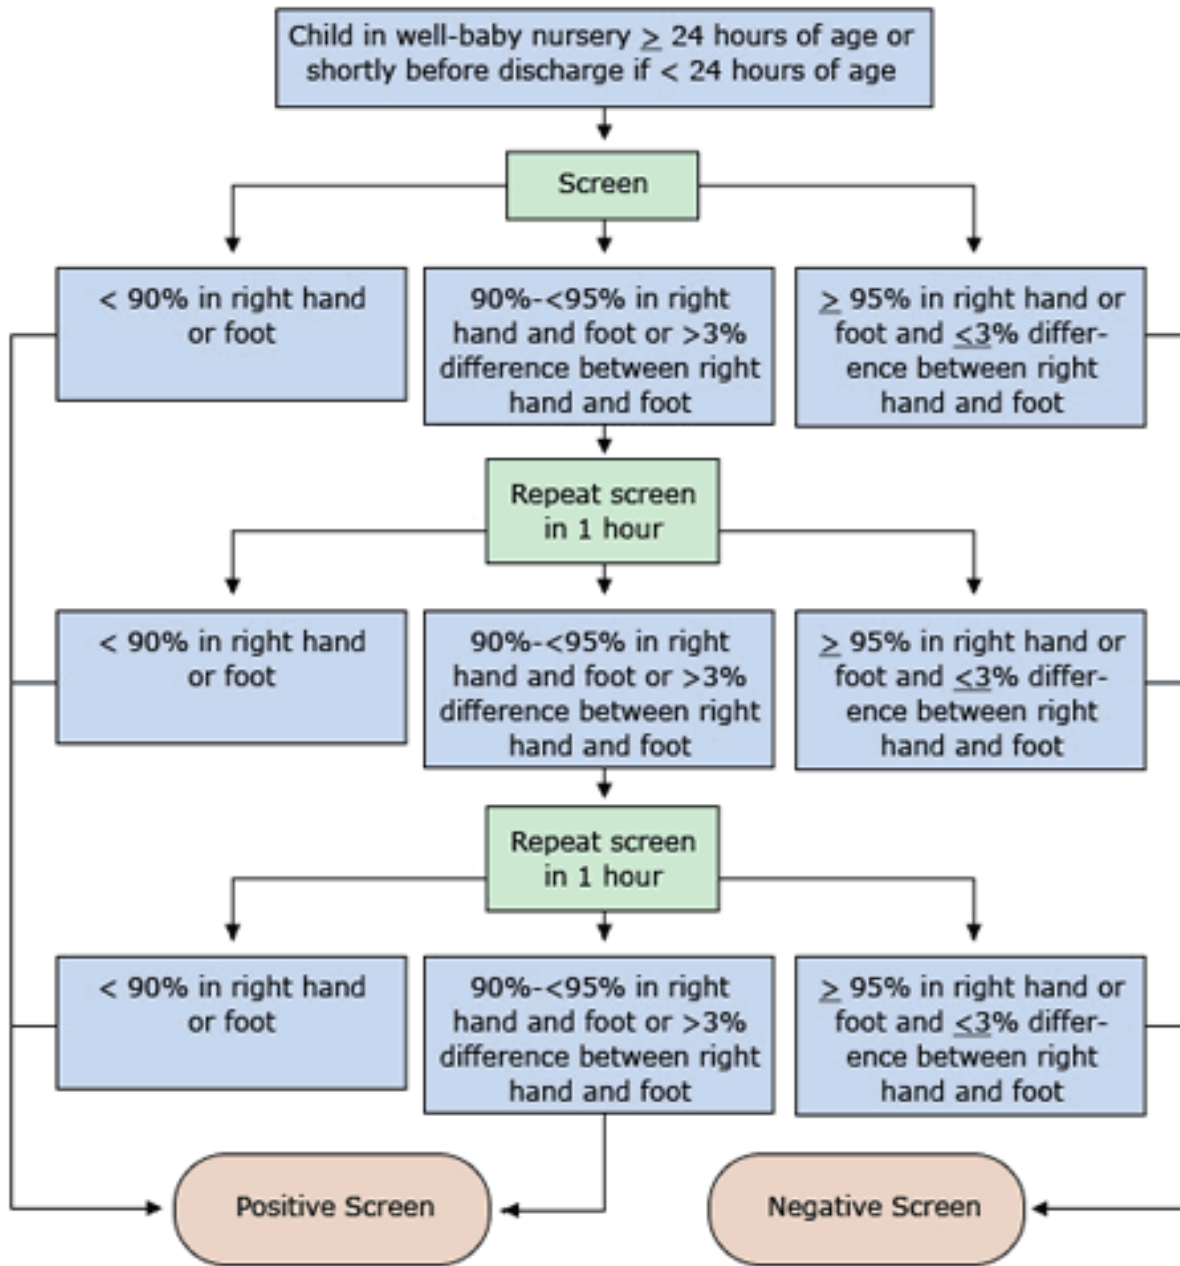 Child in well-baby nursery ≥ 24 hours of age or
shortly before discharge if < 24 hours of age
Screen
< 90% in right hand
or foot
90%-<95% in right
hand and foot or >3%
difference between right
hand and foot
≥ 95% in right hand or
foot and ≤3% differ-
ence between right
hand and foot
Repeat screen
in 1 hour
< 90% in right hand
or foot
90%-<95% in right
hand and foot or >3%
difference between right
hand and foot
≥ 95% in right hand or
foot and ≤3% differ-
ence between right
hand and foot
Repeat screen
in 1 hour
< 90% in right hand
or foot
90%-<95% in right
hand and foot or >3%
difference between right
hand and foot
≥ 95% in right hand or
foot and ≤3% differ-
ence between right
hand and foot
Positive Screen
Negative Screen